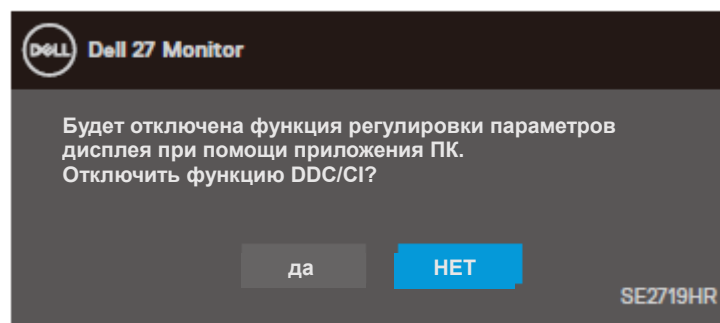 DELL Dell 27 Monitor
Будет отключена функция регулировки параметров
дисплея при помощи приложения ПК.
Отключить функцию DDC/CI?
да НЕТ
SE2719HR